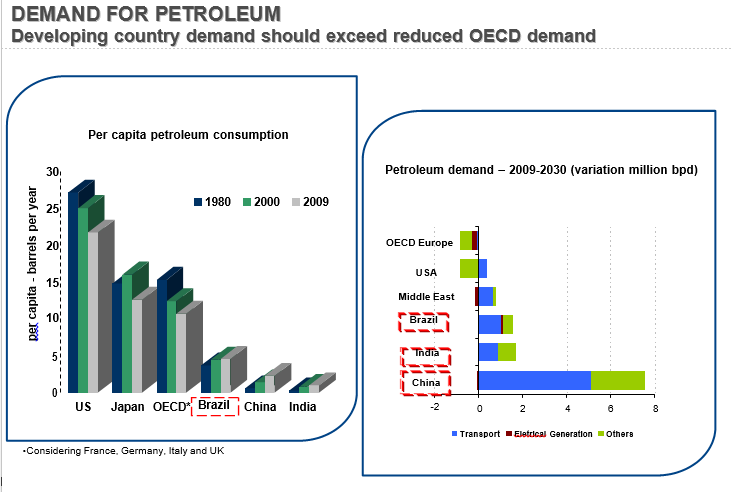 DEMAND FOR PETROLEUM
Developing country demand should exceed reduced OECD demand
Per capita petroleum consumption
per capita - barrels per year
30
25
20
15
10
5
0
1980 2000 2009
US Japan OECD* Brazil China India
•Considering France, Germany, Italy and UK
Petroleum demand – 2009-2030 (variation million bpd)
OECD Europe
USA
Middle East
Brazil
India
China
-2 0 2 4 6 8
Transport Eletrical Generation Others